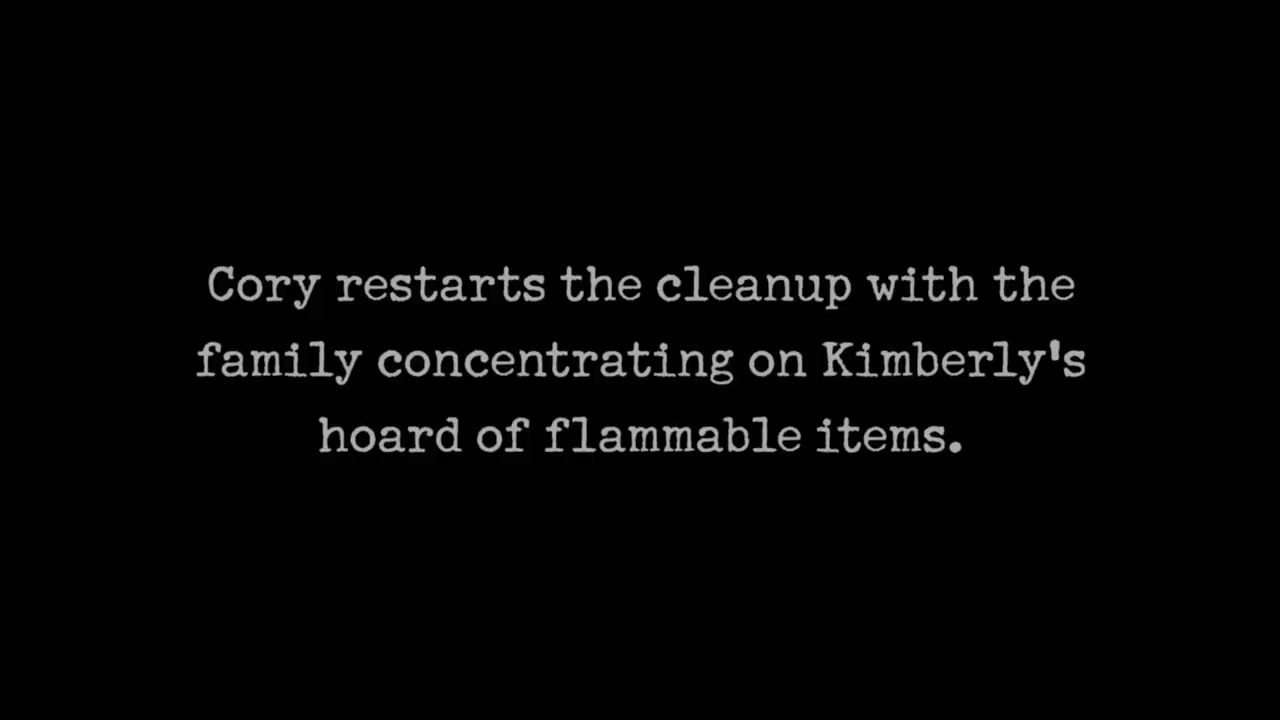 Cory restarts the cleanup with the
family concentrating on Kimberly's
hoard of flammable items.